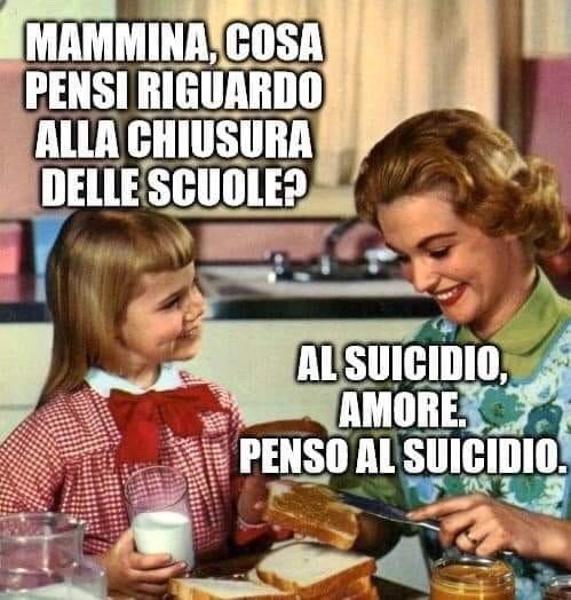 MAMMINA, COSA
PENSI RIGUARDO
ALLA CHIUSURA
DELLE SCUOLE?
AL SUICIDIO,
AMORE.
PENSO AL SUICIDIO.